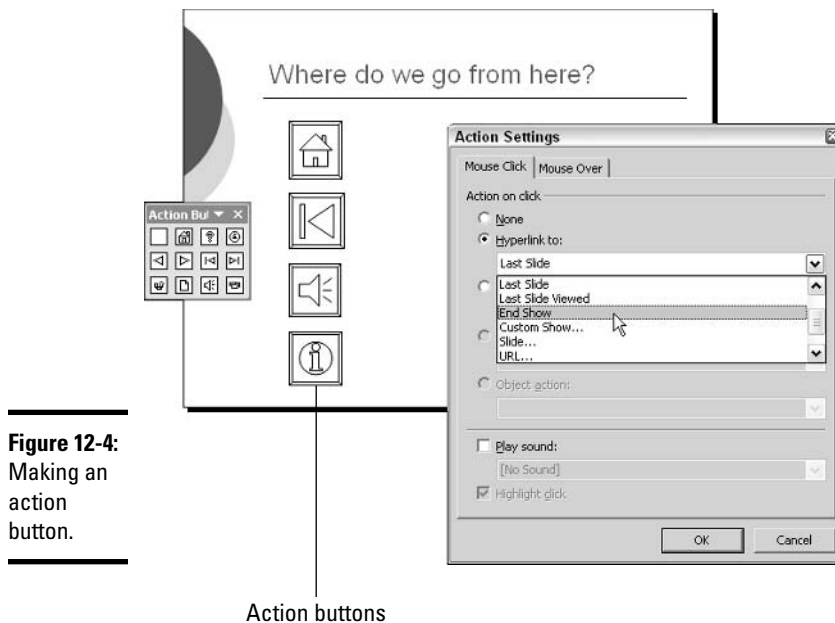 Where do we go from here?
Action Settings
Mouse Click
Mouse Over
Action on click
None
Hyperlink to:
Last Slide
Last Slide
Last Slide Viewed
End Show
Custom Show...
Slide...
URL...
Object action:
Play sound:
[No Sound]
Highlight click
OK
Cancel
Action But
Figure 12-4:
Making an
action
button.
Action buttons